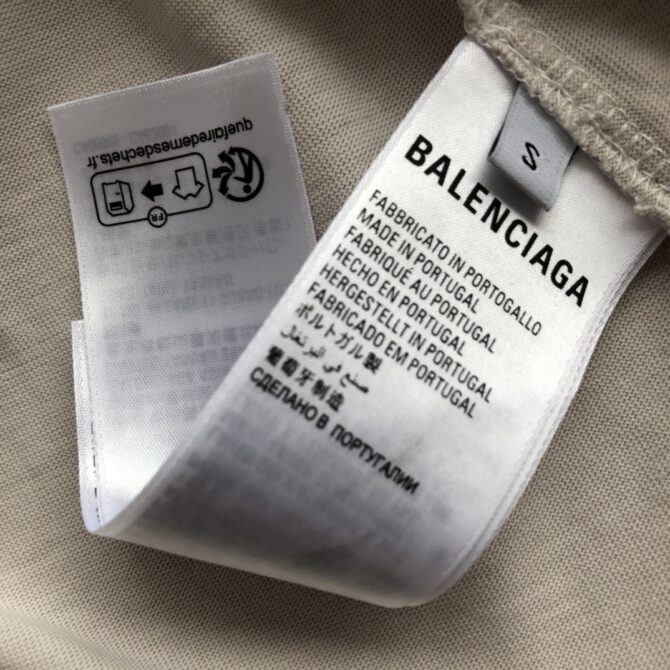 S
BALENCIAGA
FABBRICATO IN PORTOGALLO
MADE IN PORTUGAL
FABRIQUÉ AU PORTUGAL
HECHO EN PORTUGAL
HERGESTELLT IN PORTUGAL
FABRICADO EM PORTUGAL
ポルトガル製
صنع في البرتغال
葡萄牙制造
СДЕЛАНО В ПОРТУГАЛИИ
FR
quefairedemesdechets.fr